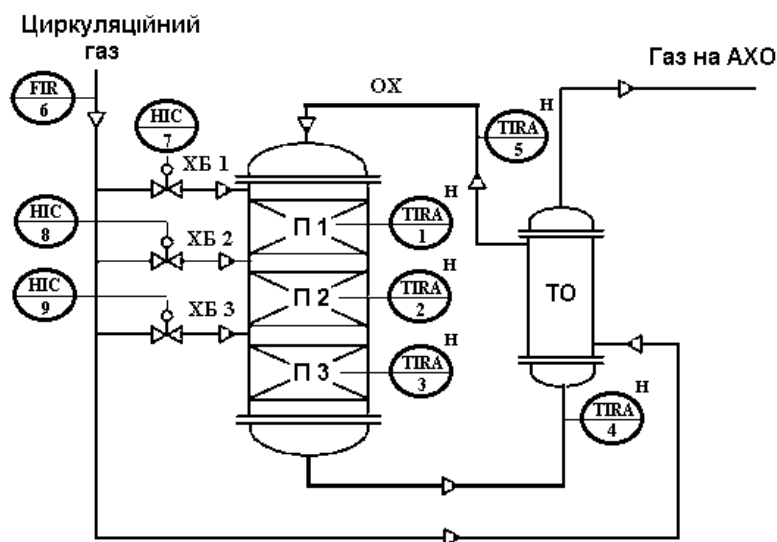 Циркуляційний
газ
Газ на АХО
FIR
6
HIC
7
ОХ
H
TIRA
5
ХБ 1
HIC
8
П 1
H
TIRA
1
ХБ 2
HIC
9
П 2
H
TIRA
2
ТО
ХБ 3
П 3
H
TIRA
3
H
TIRA
4